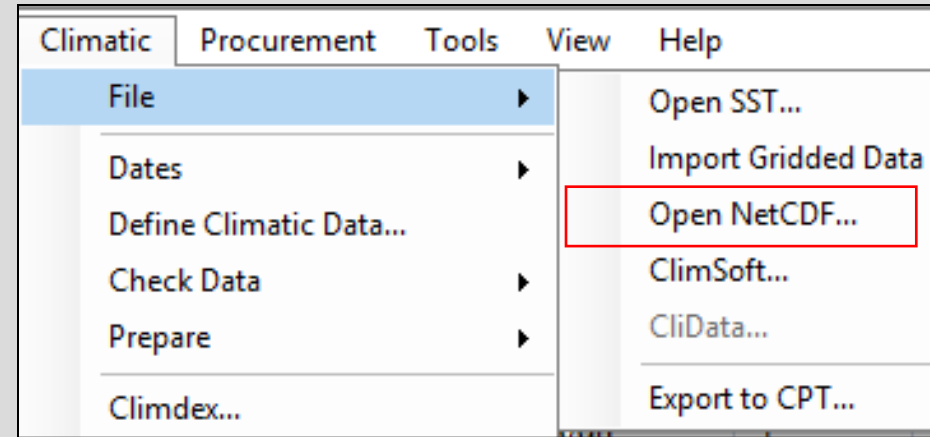 Climatic Procurement Tools View Help
File
Dates
Define Climatic Data...
Check Data
Prepare
Climdex...
Open SST...
Import Gridded Data
Open NetCDF...
ClimSoft...
CliData...
Export to CPT...